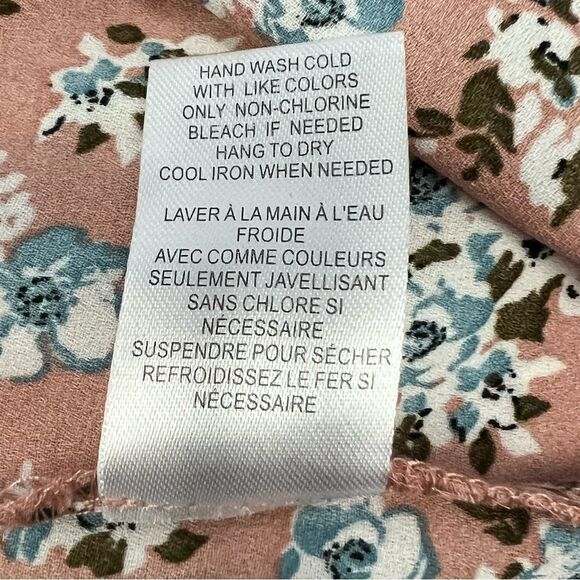 HAND WASH COLD
WITH LIKE COLORS
ONLY NON-CHLORINE
BLEACH IF NEEDED
HANG TO DRY
COOL IRON WHEN NEEDED
LAVER À LA MAIN À L'EAU
FROIDE
AVEC COMME COULEURS
SEULEMENT JAVELLISANT
SANS CHLORE SI
NÉCESSAIRE
SUSPENDRE POUR SÉCHER
REFROIDISSEZ LE FER SI
NÉCESSAIRE